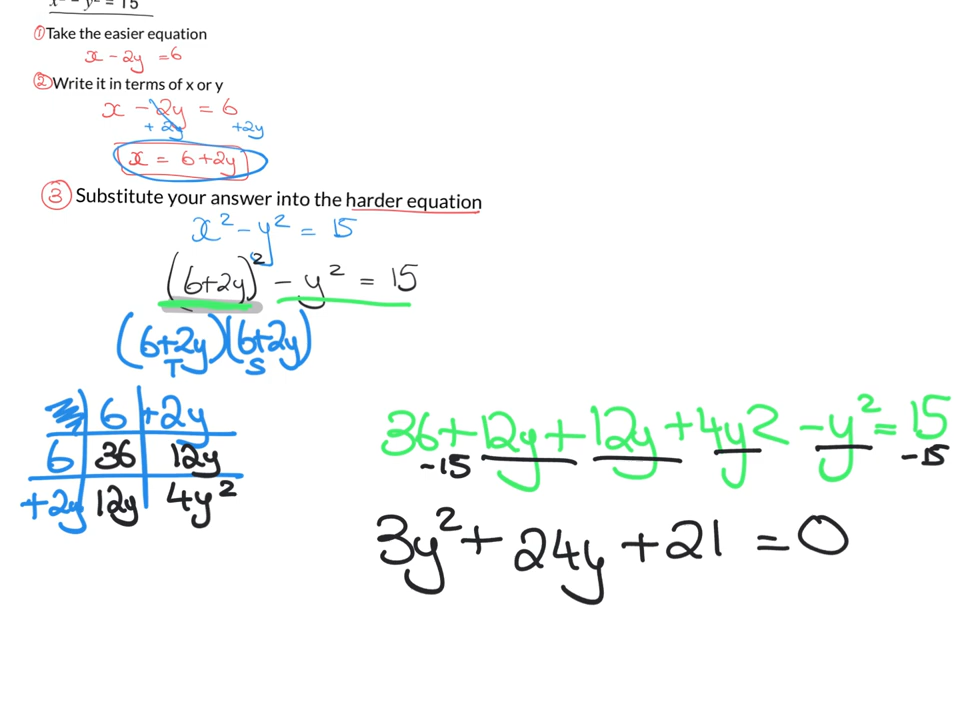 x² - y² = 15
①Take the easier equation
x - 2y = 6
②Write it in terms of x or y
x - 2y = 6
+ 2y +2y
x = 6+2y
③ Substitute your answer into the harder equation
x² - y² = 15
(6+2y)² - y² = 15
(6+2y)(6+2y)
T S
6 +2y
6 36 12y
+2y 12y 4y²
36+12y+12y+4y2 -y²=15
-15 -15
3y²+ 24y +21 = 0